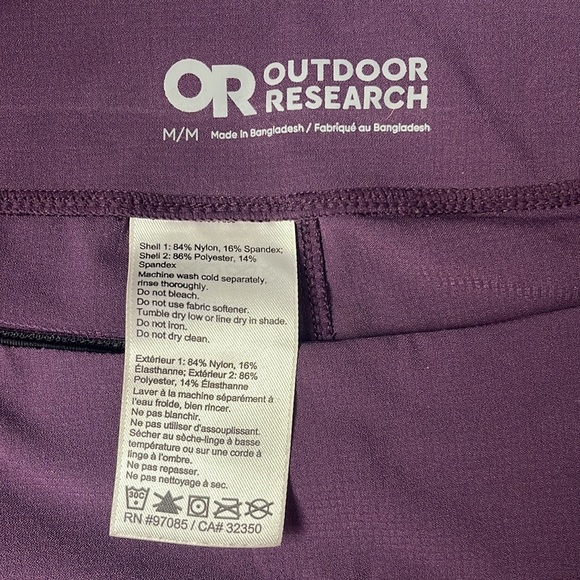 OR OUTDOOR
RESEARCH
M/M Made in Bangladesh / Fabriqué au Bangladesh
Shell 1: 84% Nylon, 16% Spandex;
Shell 2: 86% Polyester, 14%
Spandex
Machine wash cold separately,
rinse thoroughly.
Do not bleach.
Do not use fabric softener.
Tumble dry low or line dry in shade.
Do not iron.
Do not dry clean.
Extérieur 1: 84% Nylon, 16%
Élasthanne; Extérieur 2: 86%
Polyester, 14% Élasthanne
Laver à la machine séparément à
l'eau froide, bien rincer.
Ne pas blanchir.
Ne pas utiliser d'assouplissant.
Sécher au sèche-linge à basse
température ou sur une corde à
linge à l'ombre.
Ne pas repasser.
Ne pas nettoyage à sec.
30C
RN #97085 / CA# 32350